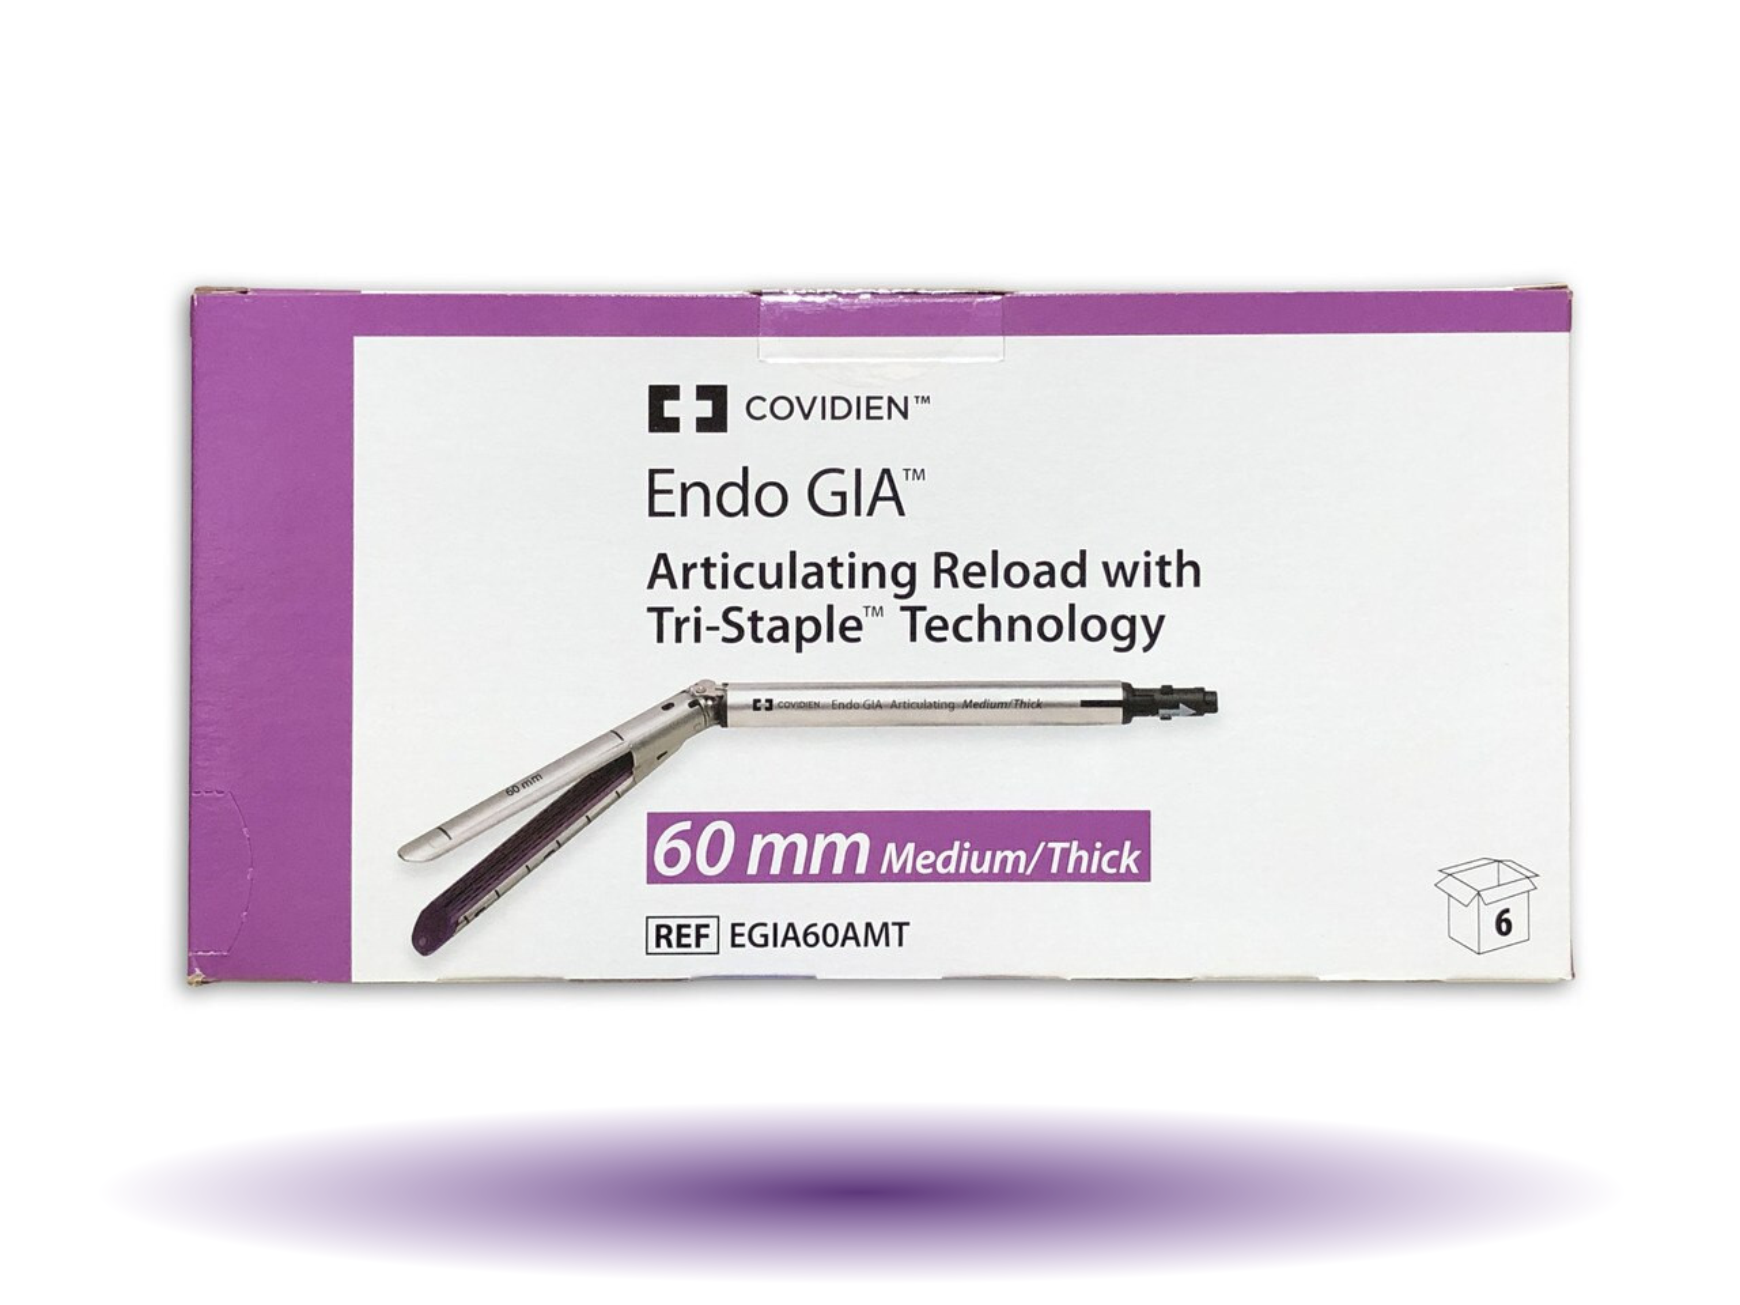 COVIDIEN™
Endo GIA™
Articulating Reload with
Tri-Staple™ Technology
COVIDIEN Endo GIA Articulating Medium/Thick
60 mm
60 mm Medium/Thick
REF EGIA60AMT
6